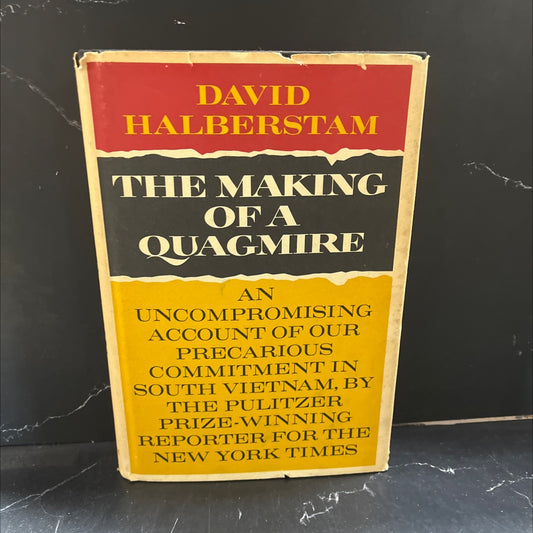 DAVID
HALBERSTAM
THE MAKING
OF A
QUAGMIRE
AN
UNCOMPROMISING
ACCOUNT OF OUR
PRECARIOUS
COMMITMENT IN
SOUTH VIETNAM, BY
THE PULITZER
PRIZE-WINNING
REPORTER FOR THE
NEW YORK TIMES